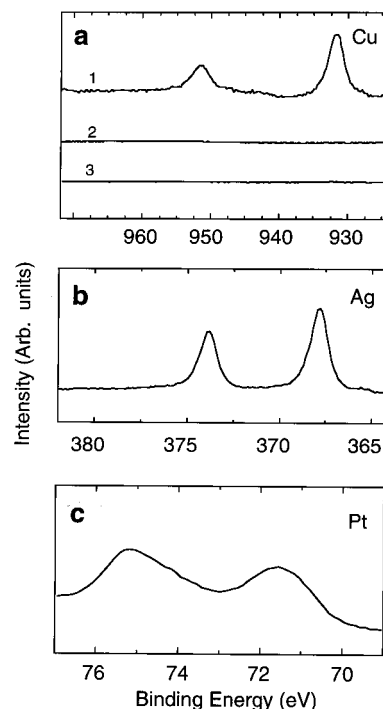 a Cu
1
2
3
960 950 940 930
b Ag
380 375 370 365
c Pt
76 74 72 70
Binding Energy (eV)
Intensity (Arb. units)